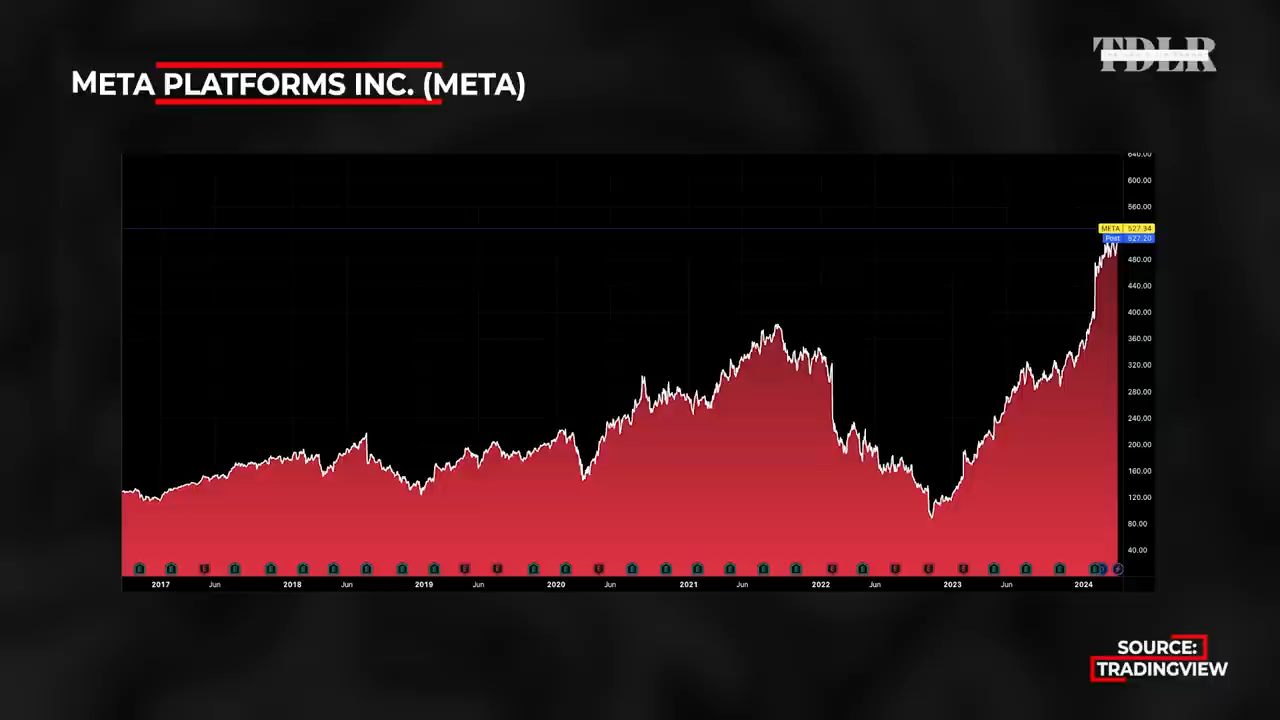 META PLATFORMS INC. (META)
TDLR
640.00
600.00
560.00
META 527.94
Post 527.20
480.00
440.00
400.00
360.00
320.00
280.00
240.00
200.00
160.00
120.00
80.00
40.00
E E E E E E E E E E E E E E E E E E E E E E E E E E E E E E
2017 Jun 2018 Jun 2019 Jun 2020 Jun 2021 Jun 2022 Jun 2023 Jun 2024
SOURCE:
TRADINGVIEW